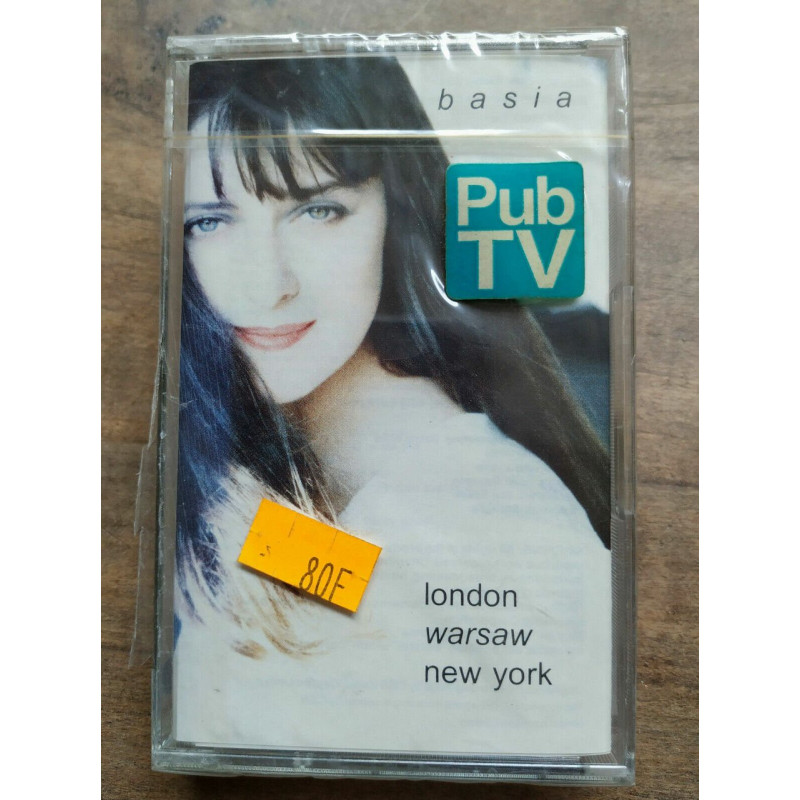 basia
Pub
TV
80F
london
warsaw
new york